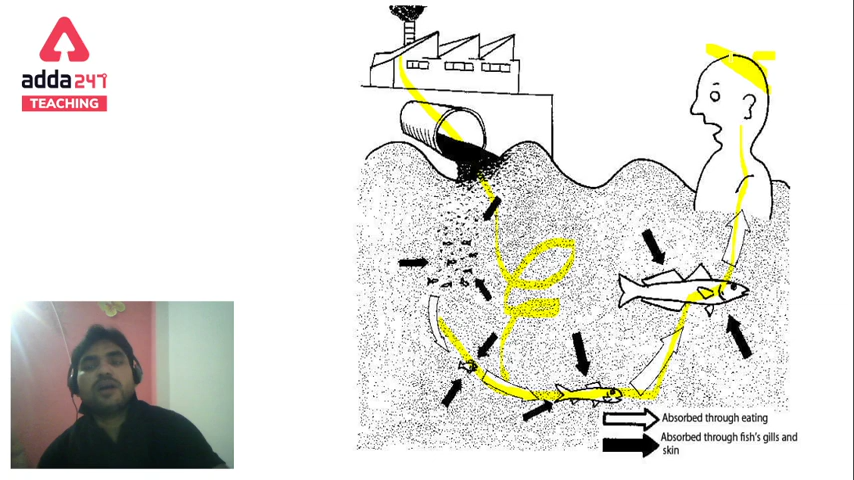 adda247
TEACHING
Absorbed through eating
Absorbed through fish's gills and
skin